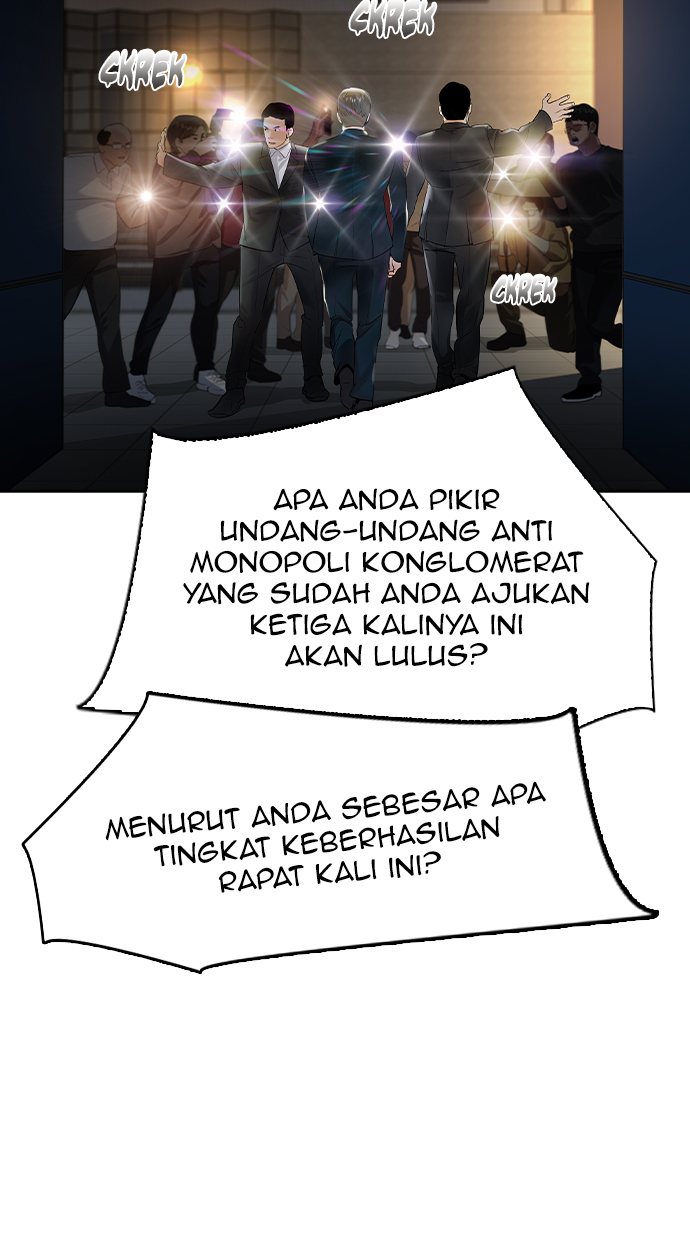 CKREK
CKREK
CKREK
APA ANDA PIKIR
UNDANG-UNDANG ANTI
MONOPOLI KONGLOMERAT
YANG SUDAH ANDA AJUKAN
KETIGA KALINYA INI
AKAN LULUS?
MENURUT ANDA SEBESAR APA
TINGKAT KEBERHASILAN
RAPAT KALI INI?